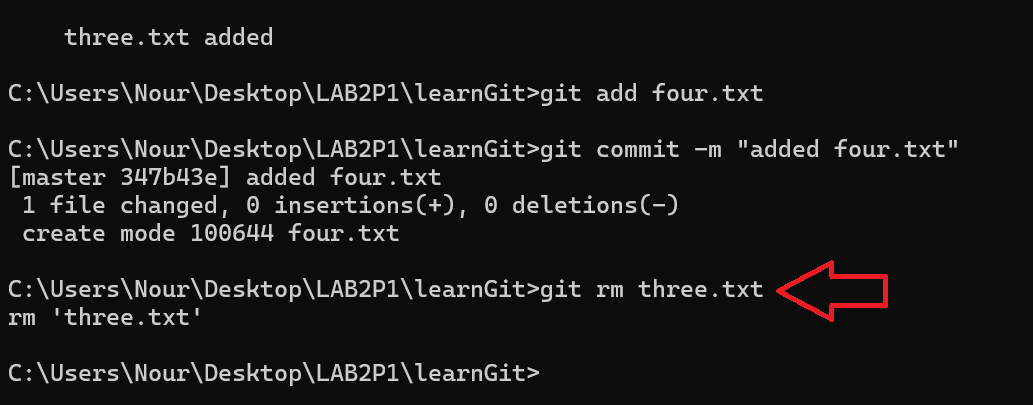 three.txt added
C:\Users\Nour\Desktop\LAB2P1\learnGit>git add four.txt
C:\Users\Nour\Desktop\LAB2P1\learnGit>git commit -m "added four.txt"
[master 347b43e] added four.txt
1 file changed, 0 insertions(+), 0 deletions(-)
create mode 100644 four.txt
C:\Users\Nour\Desktop\LAB2P1\learnGit>git rm three.txt
rm 'three.txt'
C:\Users\Nour\Desktop\LAB2P1\learnGit>